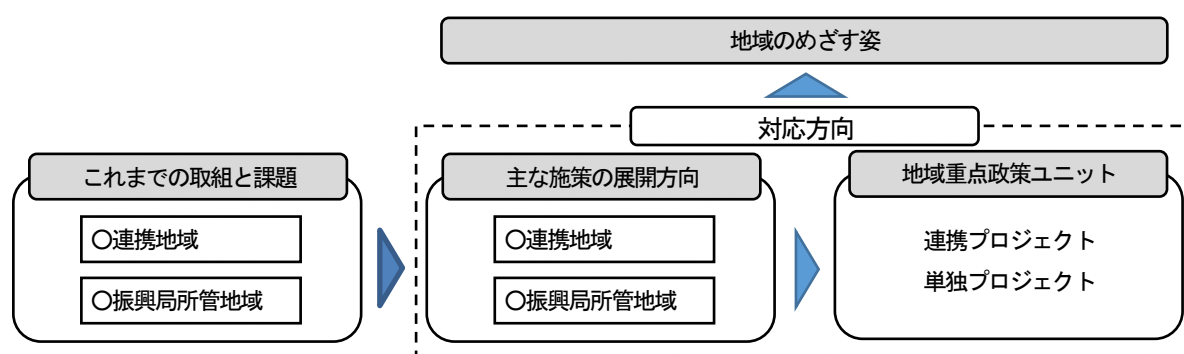 地域のめざす姿
対応方向
これまでの取組と課題
〇連携地域
〇振興局所管地域
主な施策の展開方向
〇連携地域
〇振興局所管地域
地域重点政策ユニット
連携プロジェクト
単独プロジェクト